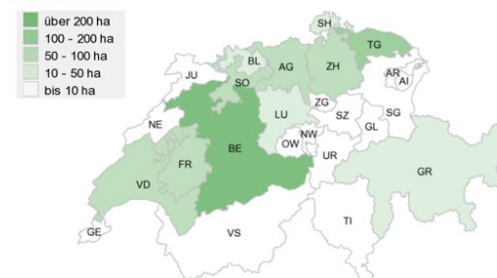 über 200 ha
100 - 200 ha
50 - 100 ha
10 - 50 ha
bis 10 ha
SH
TG
BL
JU
AG
ZH
AR
AI
SO
ZG
LU
SZ
SG
NE
GL
NW
OW
BE
UR
FR
GR
VD
TI
GE
VS